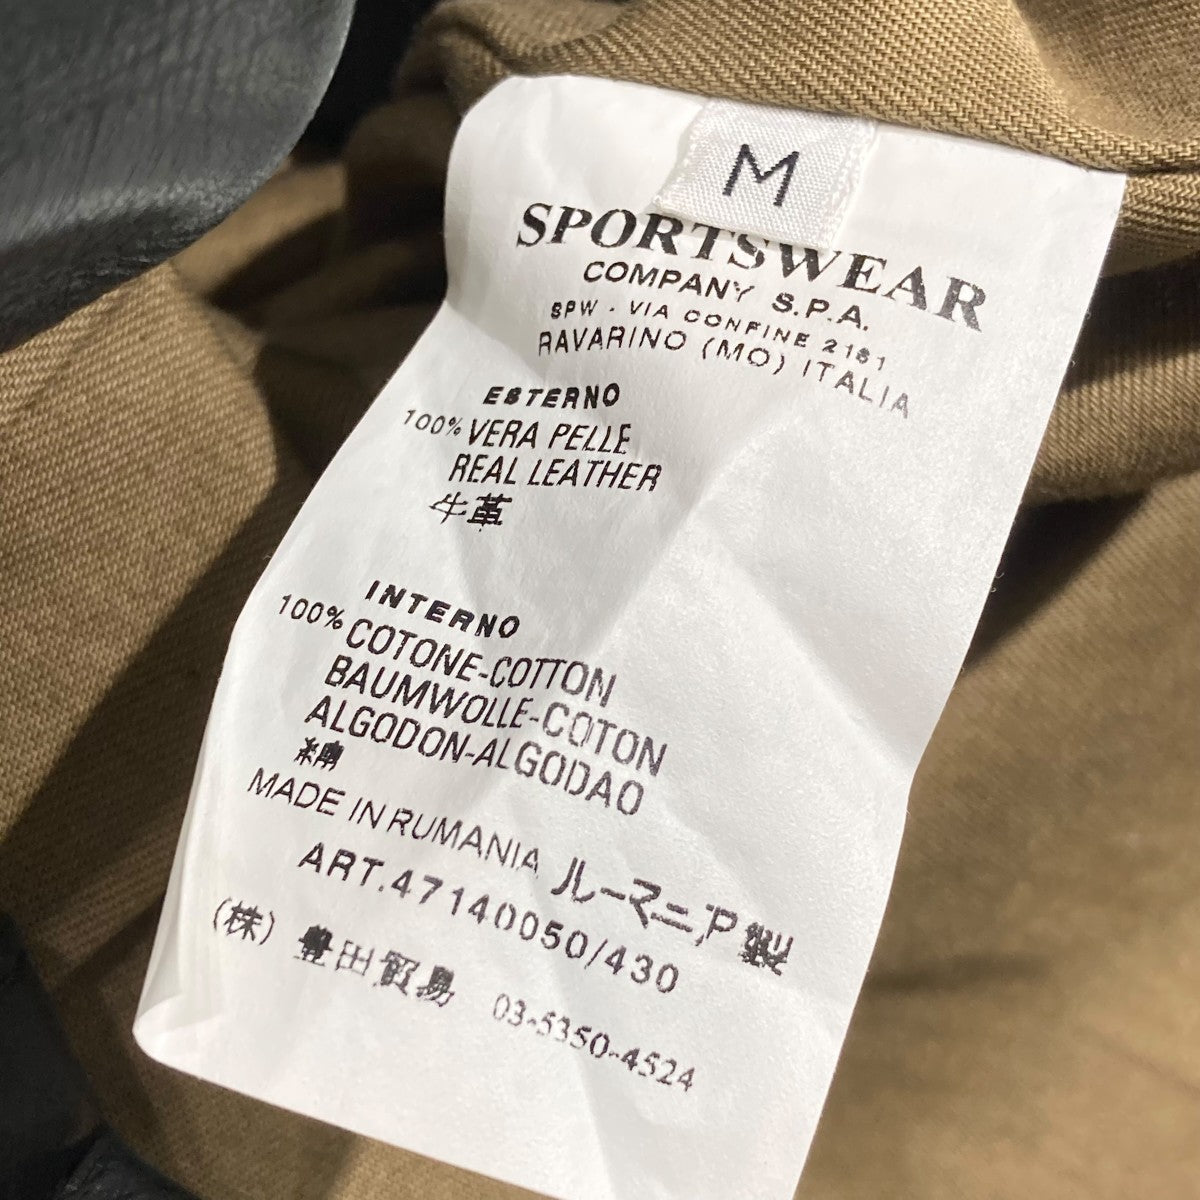 M
SPORTSWEAR
COMPANY S.P.A.
SPW - VIA CONFINE 2161
RAVARINO (MO) ITALIA
ESTERNO
100% VERA PELLE
REAL LEATHER
牛革
INTERNO
100% COTONE-COTTON
BAUMWOLLE-COTON
ALGODON-ALGODAO
綿
MADE IN RUMANIA ルーマニア製
ART.47140050/430
(株) 豊田貿易 03-5350-4524